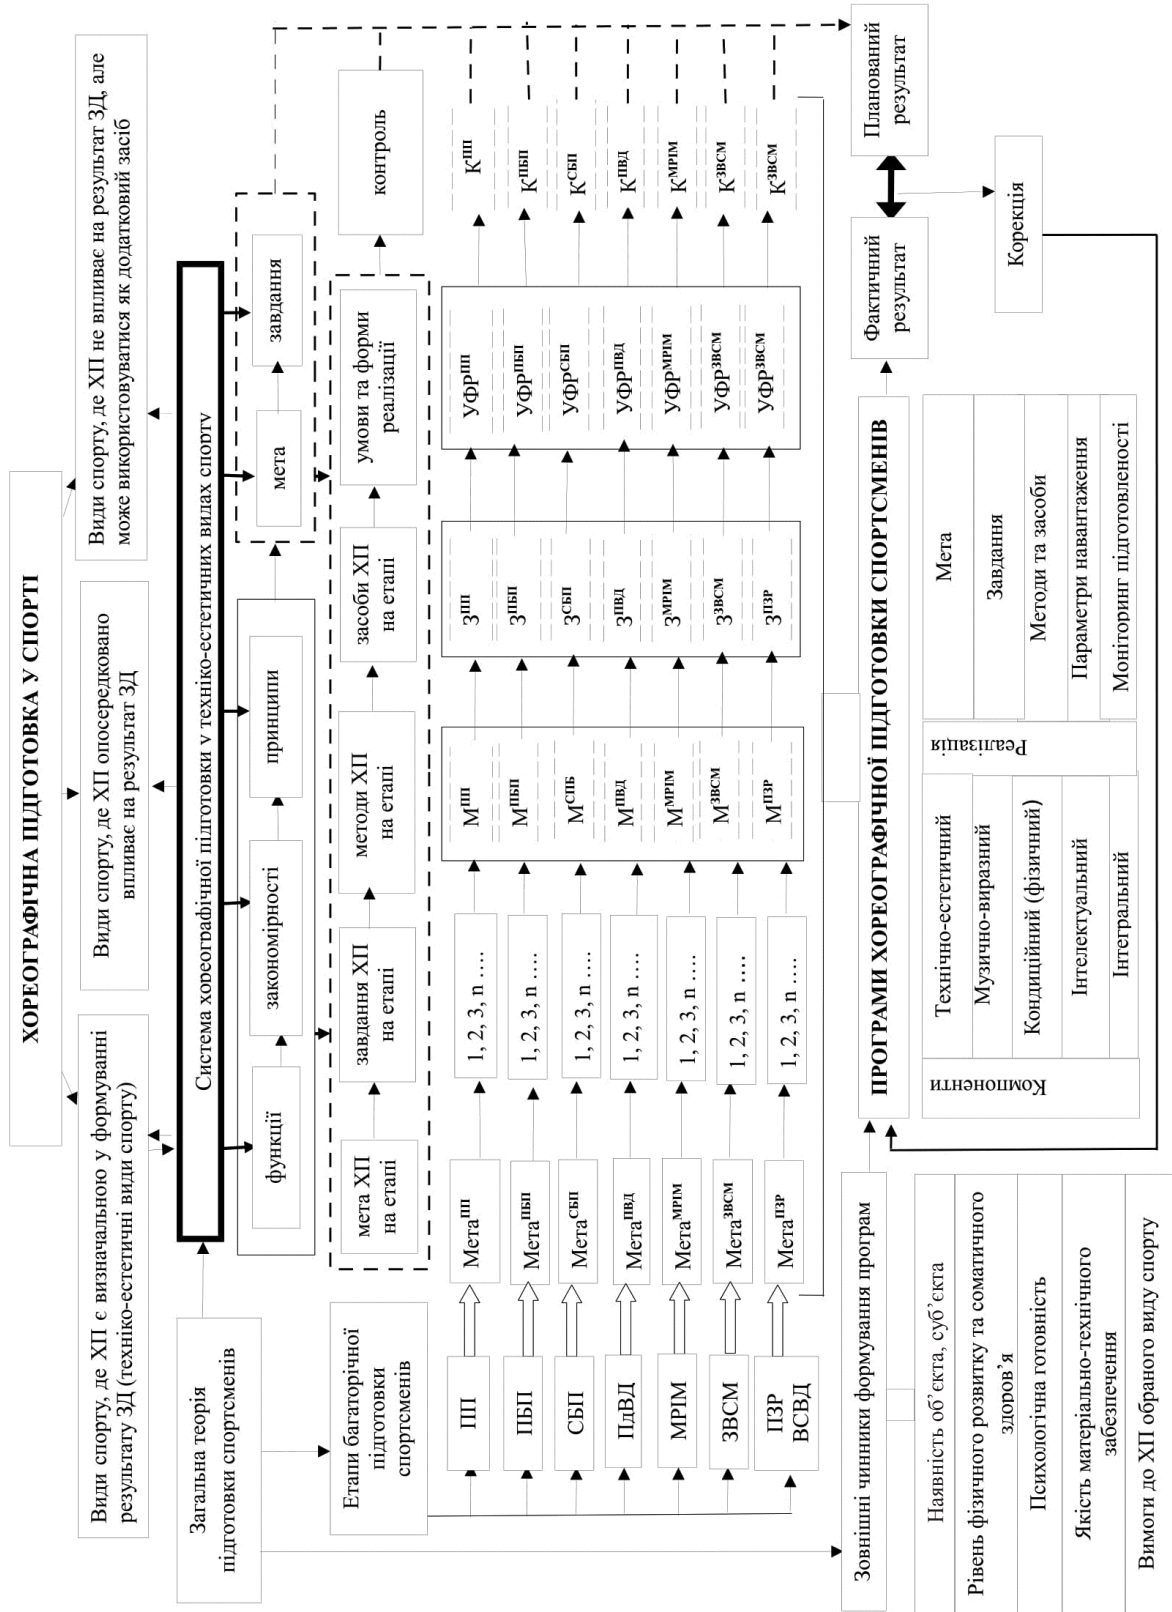 ХОРЕОГРАФІЧНА ПІДГОТОВКА У СПОРТІ
Види спорту, де ХП є визначальною у формуванні
результату ЗД (техніко-естетичні види спорту)
Види спорту, де ХП опосередковано
впливає на результат ЗД
Види спорту, де ХП не впливає на результат ЗД, але
може використовуватися як додатковий засіб
Загальна теорія
підготовки спортсменів
Система хореографічної підготовки у техніко-естетичних видах спорту
функції
закономірності
принципи
мета
завдання
мета ХП
на етапі
завдання ХП
на етапі
методи ХП
на етапі
засоби ХП
на етапі
умови та форми
реалізації
контроль
Етапи багаторічної
підготовки
спортсменів
ПП
Мета^ПП
1, 2, 3, n ….
М^ПП
З^ПП
УФР^ПП
К^ПП
ПБП
Мета^ПБП
1, 2, 3, n ….
М^ПБП
З^ПБП
УФР^ПБП
К^ПБП
СБП
Мета^СБП
1, 2, 3, n ….
М^СПБ
З^СБП
УФР^СБП
К^СБП
ПдВД
Мета^ПВД
1, 2, 3, n ….
М^ПВД
З^ПВД
УФР^ПВД
К^ПВД
МРІМ
Мета^МРІМ
1, 2, 3, n ….
М^МРІМ
З^МРІМ
УФР^МРІМ
К^МРІМ
ЗВСМ
Мета^ЗВСМ
1, 2, 3, n ….
М^ЗВСМ
З^ЗВСМ
УФР^ЗВСМ
К^ЗВСМ
ПЗР
ВСВД
Мета^ПЗР
1, 2, 3, n ….
М^ПЗР
З^ПЗР
УФР^ЗВСМ
К^ЗВСМ
Зовнішні чинники формування програм
Наявність об’єкта, суб’єкта
Рівень фізичного розвитку та соматичного
здоров’я
Психологічна готовність
Якість матеріально-технічного
забезпечення
Вимоги до ХП обраного виду спорту
ПРОГРАМИ ХОРЕОГРАФІЧНОЇ ПІДГОТОВКИ СПОРТСМЕНІВ
Компоненти
Технічно-естетичний
Музично-виразний
Кондиційний (фізичний)
Інтелектуальний
Інтегральний
Реалізація
Мета
Завдання
Методи та засоби
Параметри навантаження
Моніторинг підготовленості
Фактичний
результат
Планований
результат
Корекція